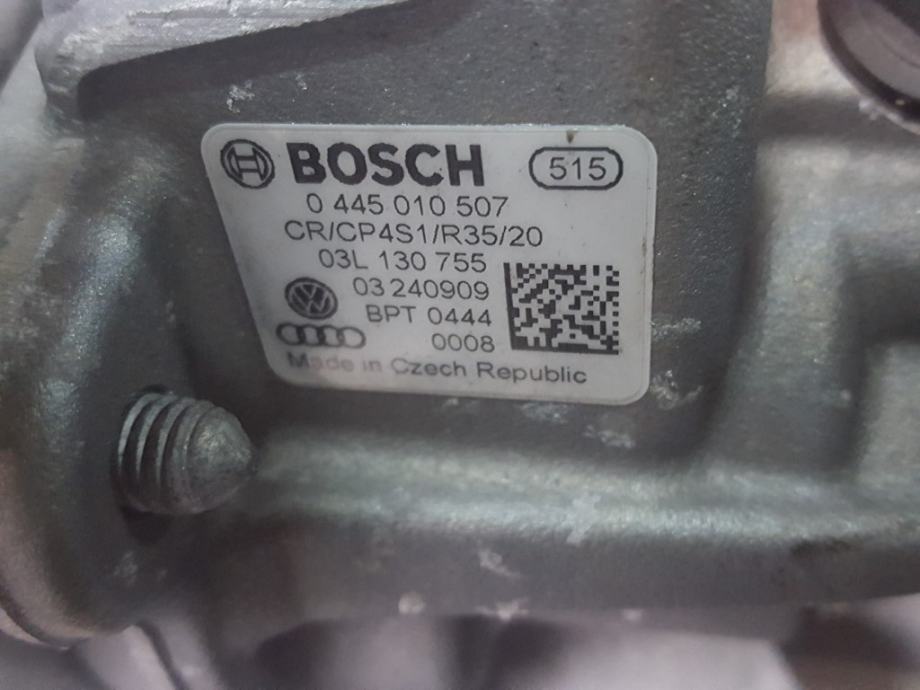 BOSCH 515
0 445 010 507
CR/CP4S1/R35/20
03L 130 755
03 240909
BPT 0444
0008
Made in Czech Republic